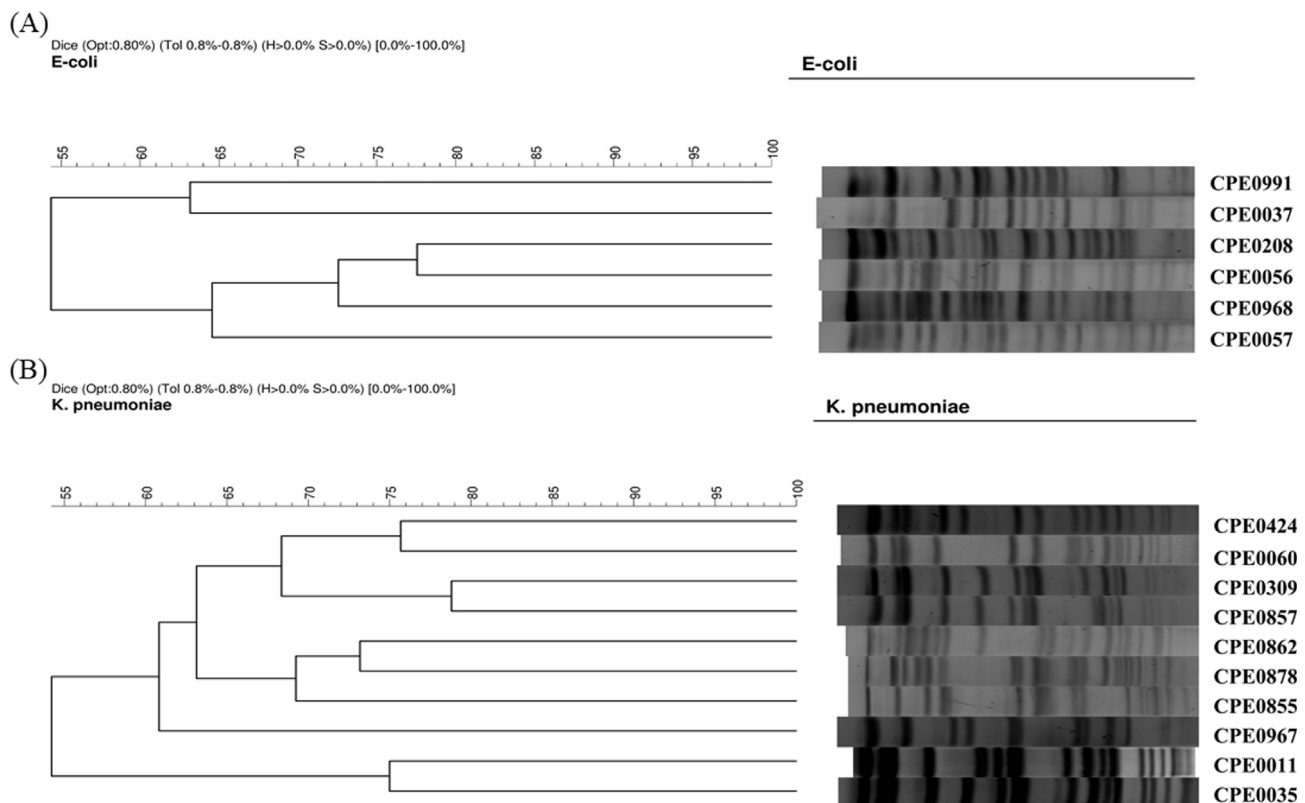 (A)
Dice (Opt:0.80%) (Tol 0.8%-0.8%) (H>0.0% S>0.0%) [0.0%-100.0%]
E-coli
E-coli
55 60 65 70 75 80 85 90 95 100
CPE0991
CPE0037
CPE0208
CPE0056
CPE0968
CPE0057
(B)
Dice (Opt:0.80%) (Tol 0.8%-0.8%) (H>0.0% S>0.0%) [0.0%-100.0%]
K. pneumoniae
K. pneumoniae
55 60 65 70 75 80 85 90 95 100
CPE0424
CPE0060
CPE0309
CPE0857
CPE0862
CPE0878
CPE0855
CPE0967
CPE0011
CPE0035